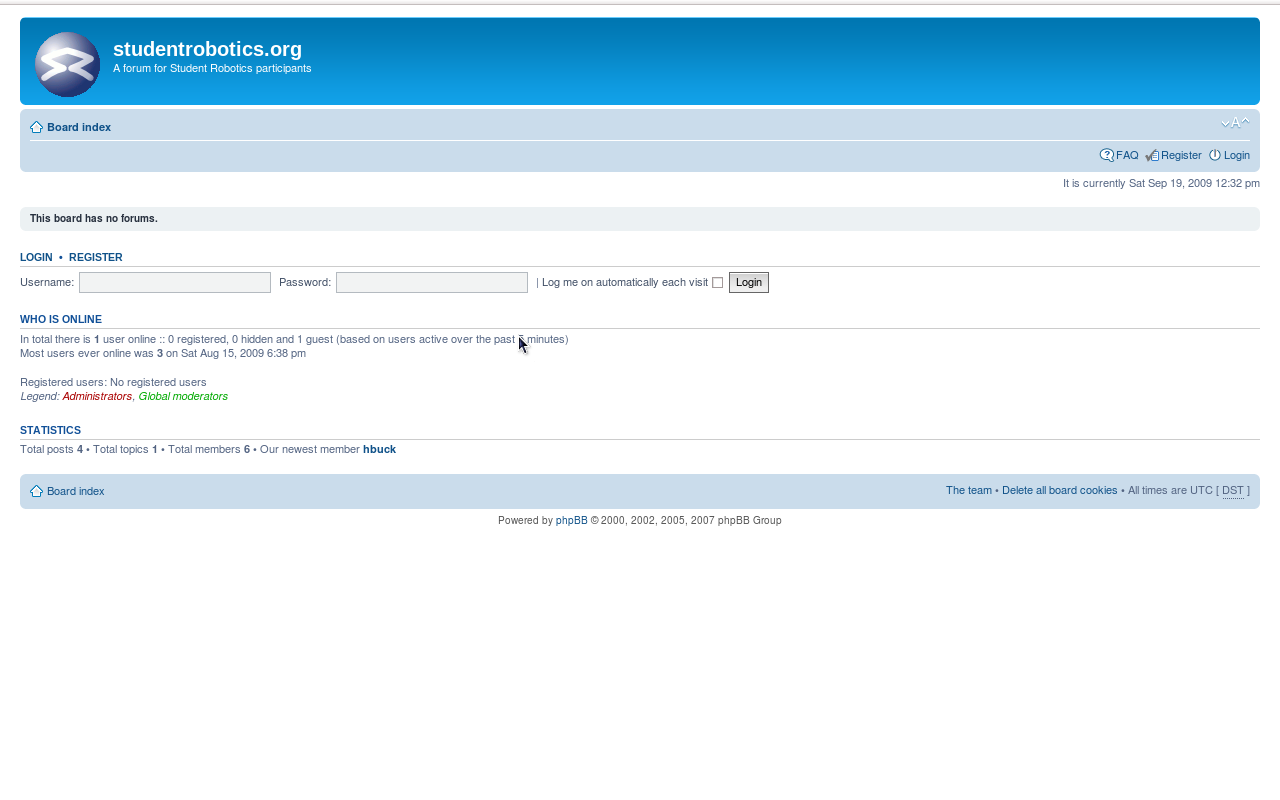 studentrobotics.org
A forum for Student Robotics participants
Board index
A
FAQ Register Login
It is currently Sat Sep 19, 2009 12:32 pm
This board has no forums.
LOGIN • REGISTER
Username: Password: | Log me on automatically each visit Login
WHO IS ONLINE
In total there is 1 user online :: 0 registered, 0 hidden and 1 guest (based on users active over the past minutes)
Most users ever online was 3 on Sat Aug 15, 2009 6:38 pm
Registered users: No registered users
Legend: Administrators, Global moderators
STATISTICS
Total posts 4 • Total topics 1 • Total members 6 • Our newest member hbuck
Board index
The team • Delete all board cookies • All times are UTC [ DST ]
Powered by phpBB © 2000, 2002, 2005, 2007 phpBB Group